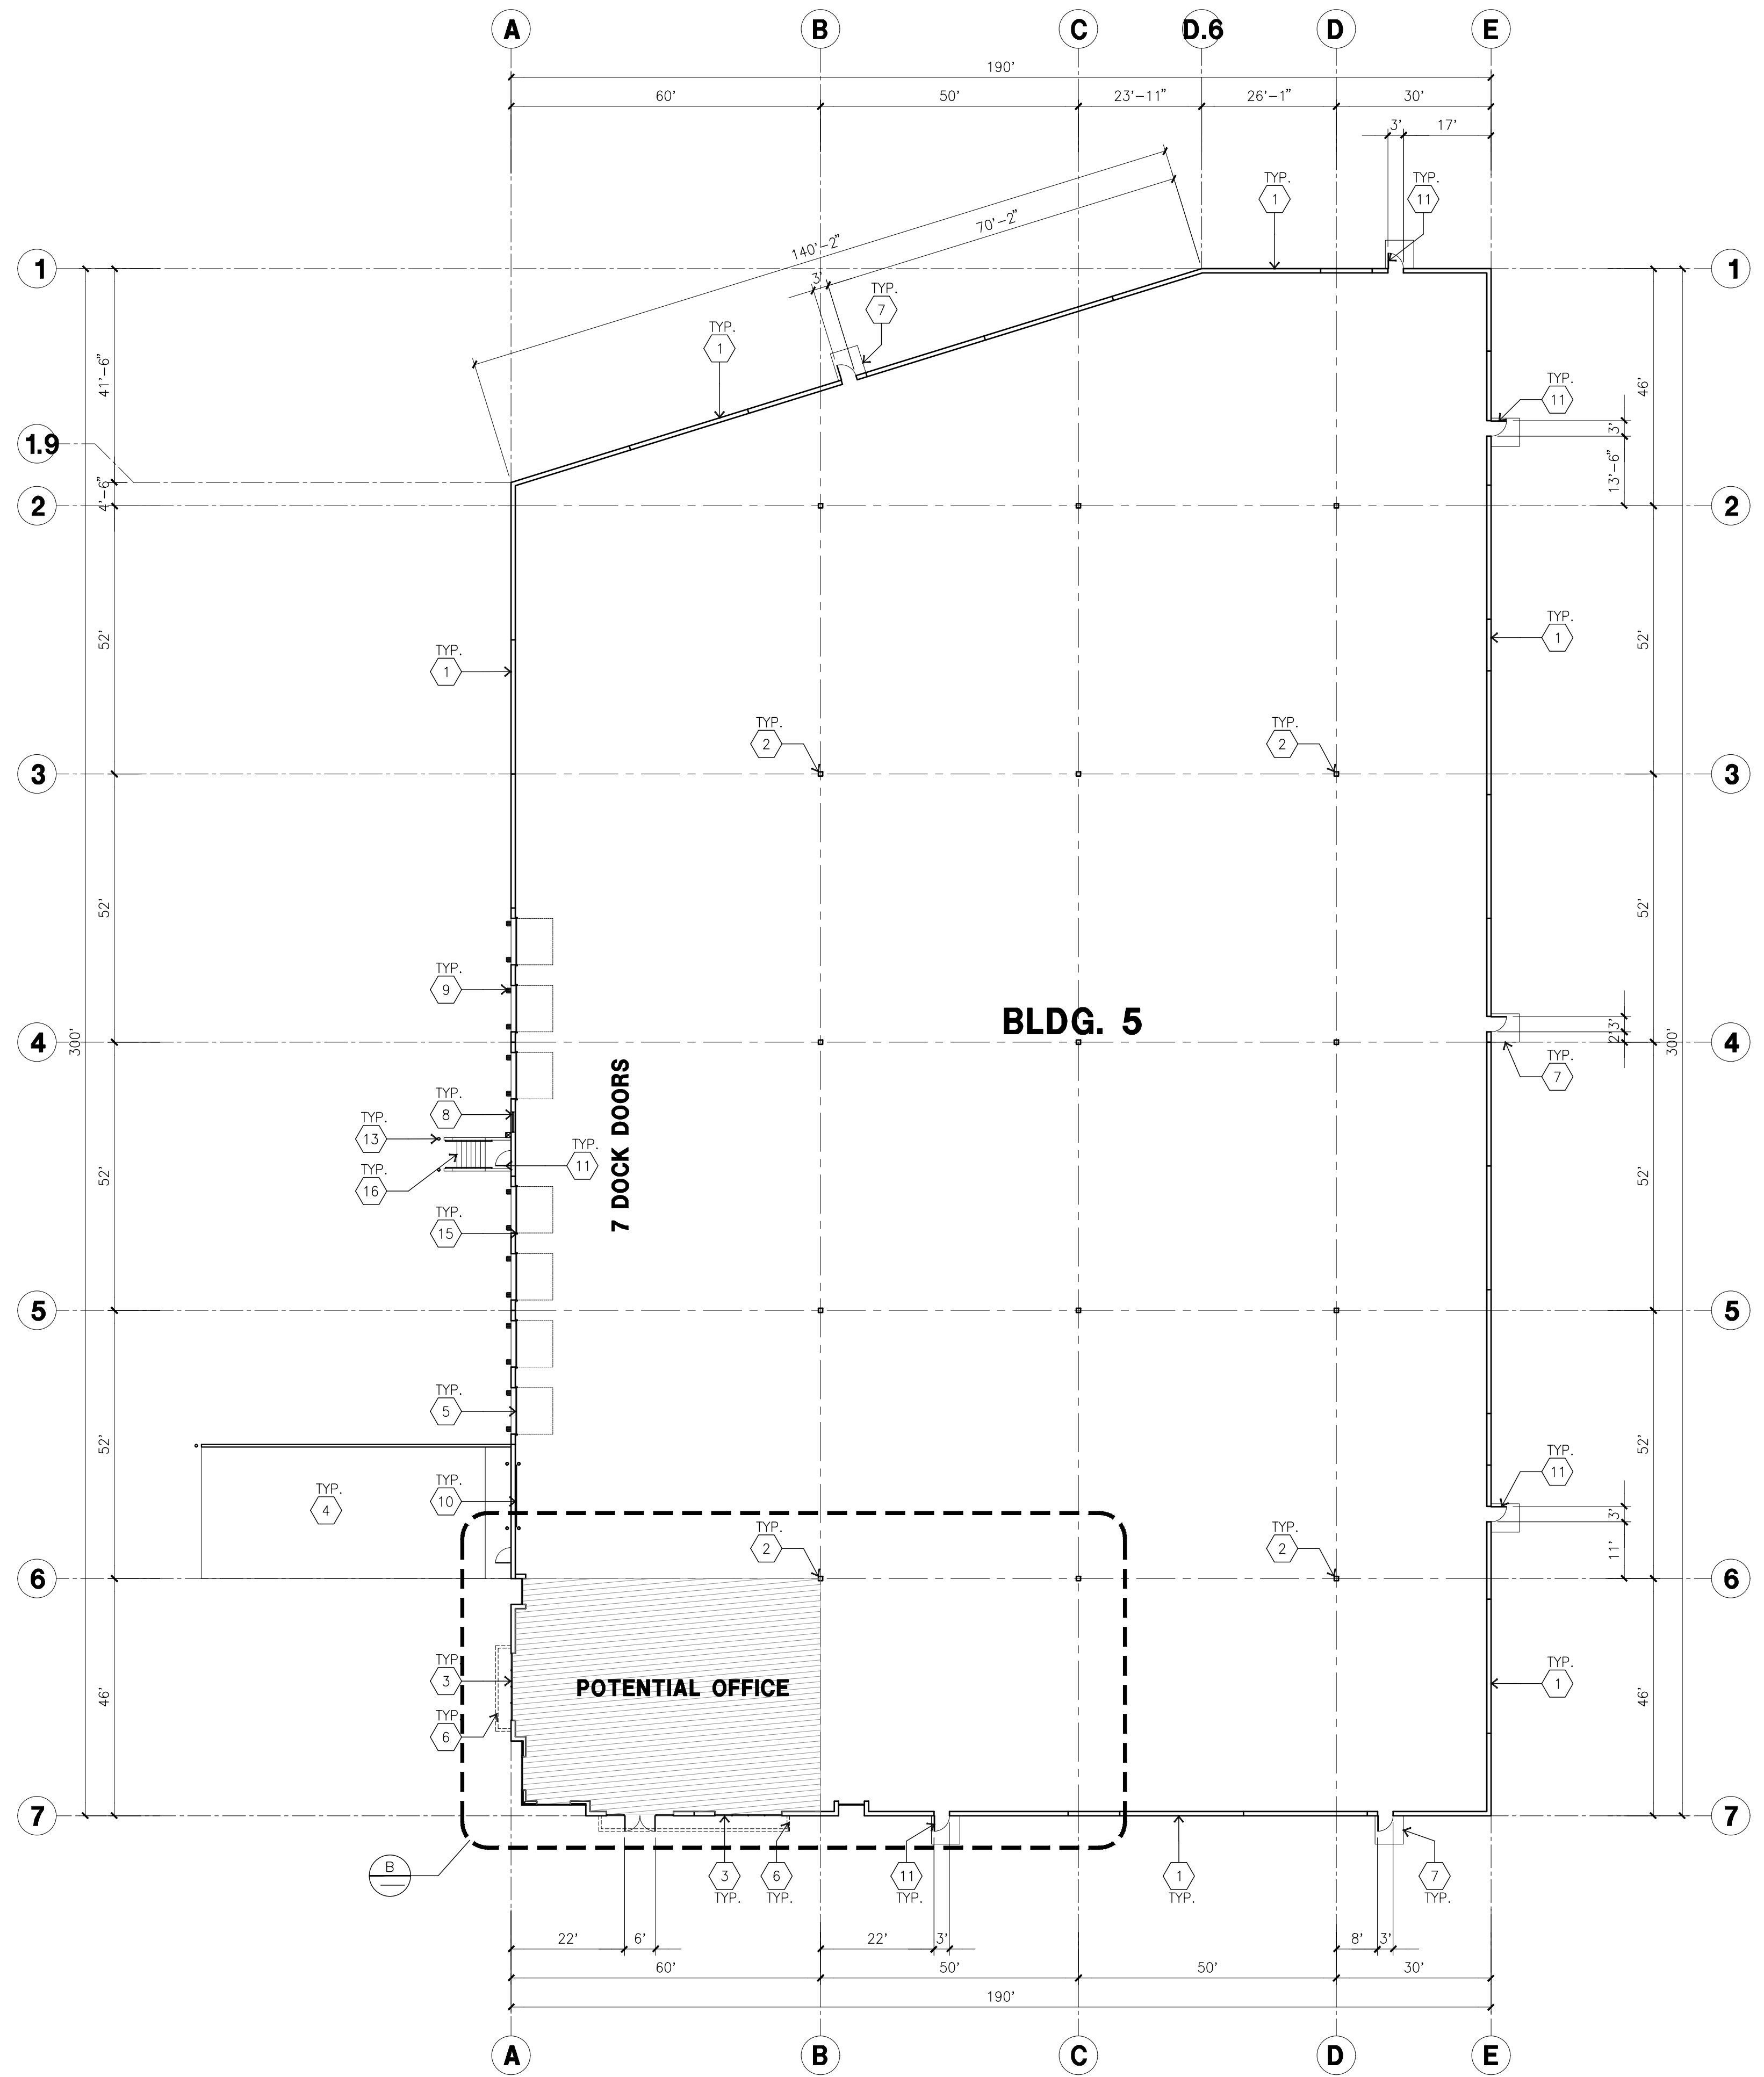 A B C D.6 D E
190'
60' 50' 23'-11" 26'-1" 30'
3' 17'
TYP. 1
TYP. 11
140'-2"
70'-2"
3'
TYP. 7
TYP. 1
1 1
41'-6"
46'
TYP. 11
3'
13'-6"
1.9
4'-6"
2 2
52' 52'
TYP. 1
TYP. 1
TYP. 2
TYP. 2
3 3
52' 52'
TYP. 9
BLDG. 5
3'
2'
4 300' 300' 4
TYP. 7
7 DOCK DOORS
TYP. 8
TYP. 13
TYP. 11
TYP. 16
52' 52'
TYP. 15
5 5
TYP. 5
52' 52'
TYP. 4
TYP. 10
TYP. 11
3'
11'
TYP. 2
TYP. 2
6 6
46' 46'
TYP. 3
POTENTIAL OFFICE
TYP. 1
TYP. 6
7 7
B
3 TYP.
6 TYP.
11 TYP.
1 TYP.
7 TYP.
22' 6' 22' 3' 8' 3'
60' 50' 50' 30'
190'
A B C D E